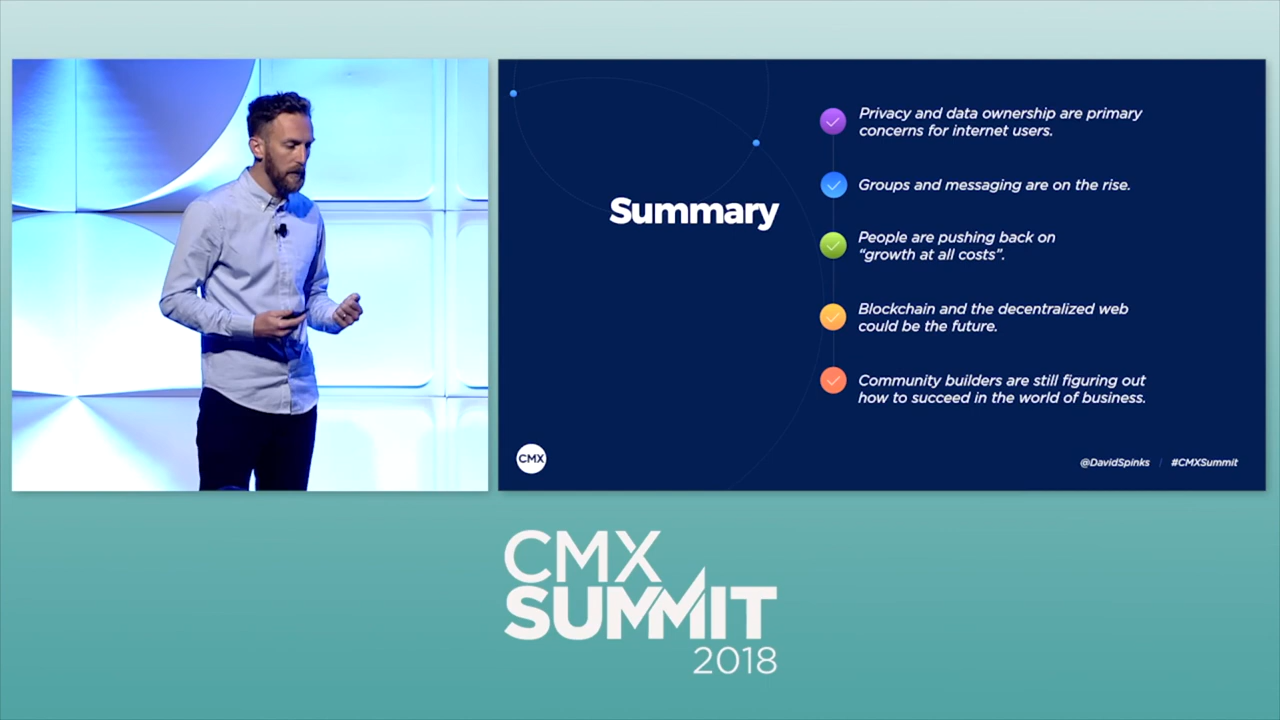 Summary
Privacy and data ownership are primary
concerns for internet users.
Groups and messaging are on the rise.
People are pushing back on
“growth at all costs”.
Blockchain and the decentralized web
could be the future.
Community builders are still figuring out
how to succeed in the world of business.
CMX
@DavidSpinks | #CMXSummit
CMX
SUMMIT
2018